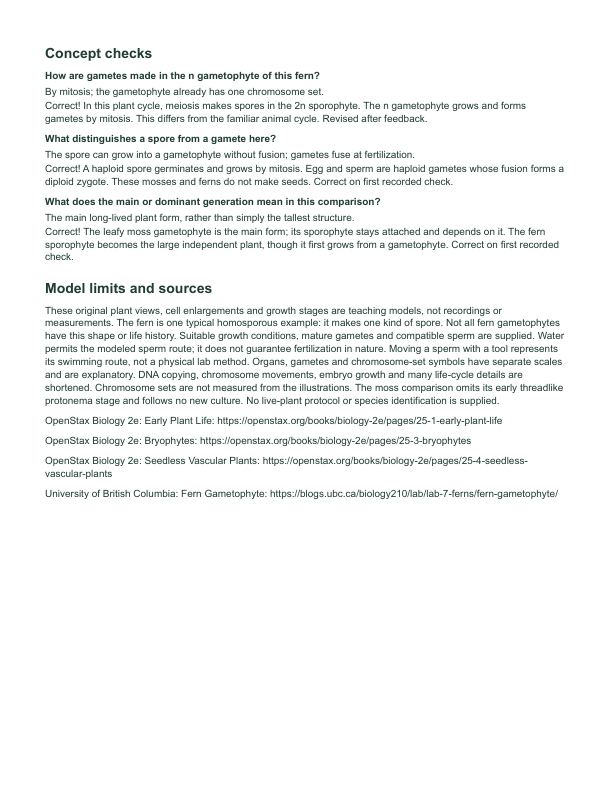 Concept checks
How are gametes made in the n gametophyte of this fern?
By mitosis; the gametophyte already has one chromosome set.
Correct! In this plant cycle, meiosis makes spores in the 2n sporophyte. The n gametophyte grows and forms
gametes by mitosis. This differs from the familiar animal cycle. Revised after feedback.
What distinguishes a spore from a gamete here?
The spore can grow into a gametophyte without fusion; gametes fuse at fertilization.
Correct! A haploid spore germinates and grows by mitosis. Egg and sperm are haploid gametes whose fusion forms a
diploid zygote. These mosses and ferns do not make seeds. Correct on first recorded check.
What does the main or dominant generation mean in this comparison?
The main long-lived plant form, rather than simply the tallest structure.
Correct! The leafy moss gametophyte is the main form; its sporophyte stays attached and depends on it. The fern
sporophyte becomes the large independent plant, though it first grows from a gametophyte. Correct on first recorded
check.
Model limits and sources
These original plant views, cell enlargements and growth stages are teaching models, not recordings or
measurements. The fern is one typical homosporous example: it makes one kind of spore. Not all fern gametophytes
have this shape or life history. Suitable growth conditions, mature gametes and compatible sperm are supplied. Water
permits the modeled sperm route; it does not guarantee fertilization in nature. Moving a sperm with a tool represents
its swimming route, not a physical lab method. Organs, gametes and chromosome-set symbols have separate scales
and are explanatory. DNA copying, chromosome movements, embryo growth and many life-cycle details are
shortened. Chromosome sets are not measured from the illustrations. The moss comparison omits its early threadlike
protonema stage and follows no new culture. No live-plant protocol or species identification is supplied.
OpenStax Biology 2e: Early Plant Life: https://openstax.org/books/biology-2e/pages/25-1-early-plant-life
OpenStax Biology 2e: Bryophytes: https://openstax.org/books/biology-2e/pages/25-3-bryophytes
OpenStax Biology 2e: Seedless Vascular Plants: https://openstax.org/books/biology-2e/pages/25-4-seedless-
vascular-plants
University of British Columbia: Fern Gametophyte: https://blogs.ubc.ca/biology210/lab/lab-7-ferns/fern-gametophyte/